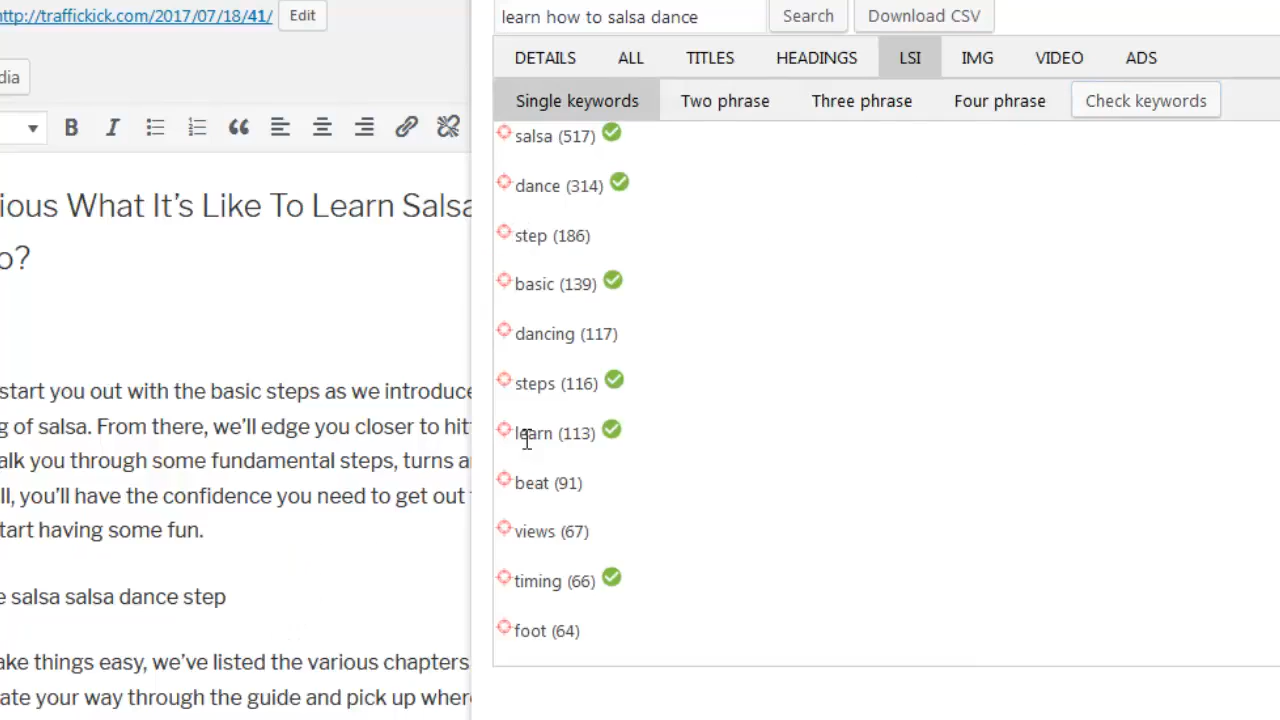 http://traffickick.com/2017/07/18/41/ Edit
dia
B I
ious What It's Like To Learn Salsa
o?
start you out with the basic steps as we introduce
g of salsa. From there, we'll edge you closer to hit
alk you through some fundamental steps, turns a
ll, you'll have the confidence you need to get out
tart having some fun.
e salsa salsa dance step
ake things easy, we've listed the various chapters
ate your way through the guide and pick up where
learn how to salsa dance Search Download CSV
DETAILS ALL TITLES HEADINGS LSI IMG VIDEO ADS
Single keywords Two phrase Three phrase Four phrase Check keywords
salsa (517)
dance (314)
step (186)
basic (139)
dancing (117)
steps (116)
learn (113)
beat (91)
views (67)
timing (66)
foot (64)